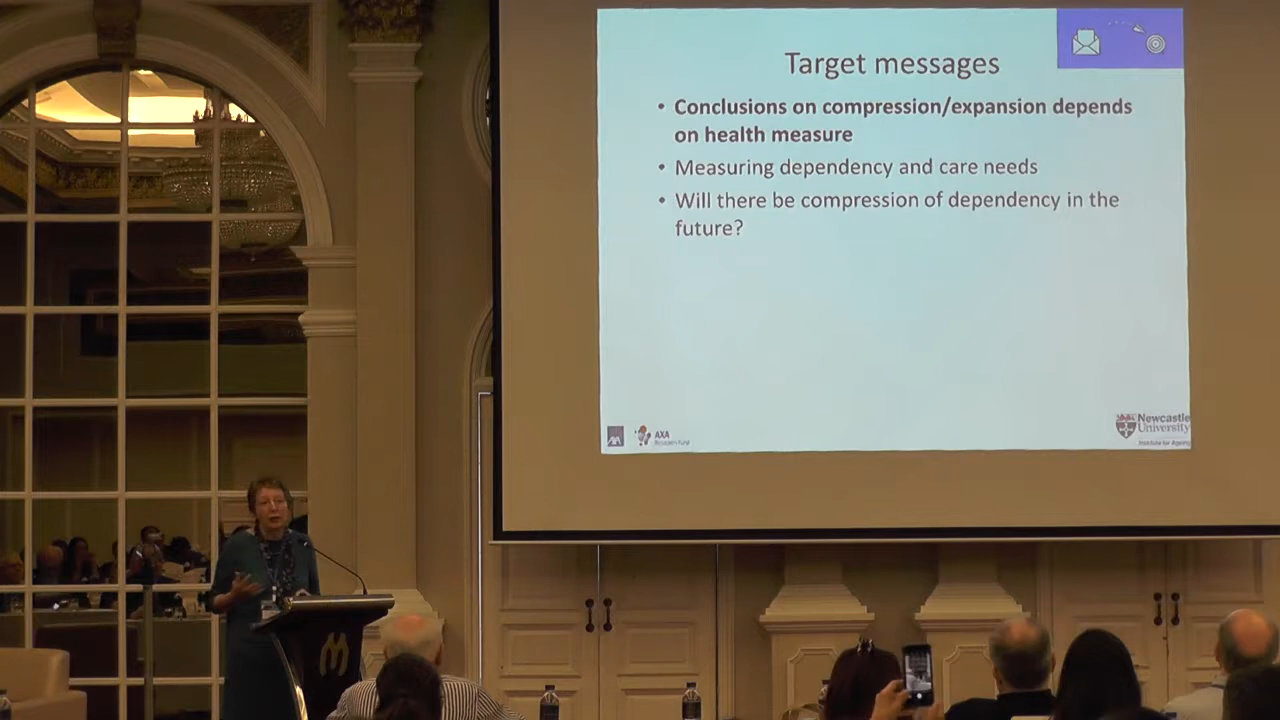 Target messages
• Conclusions on compression/expansion depends
on health measure
• Measuring dependency and care needs
• Will there be compression of dependency in the
future?
AXA
AXA
Research Fund
Newcastle
University
Institute for Ageing